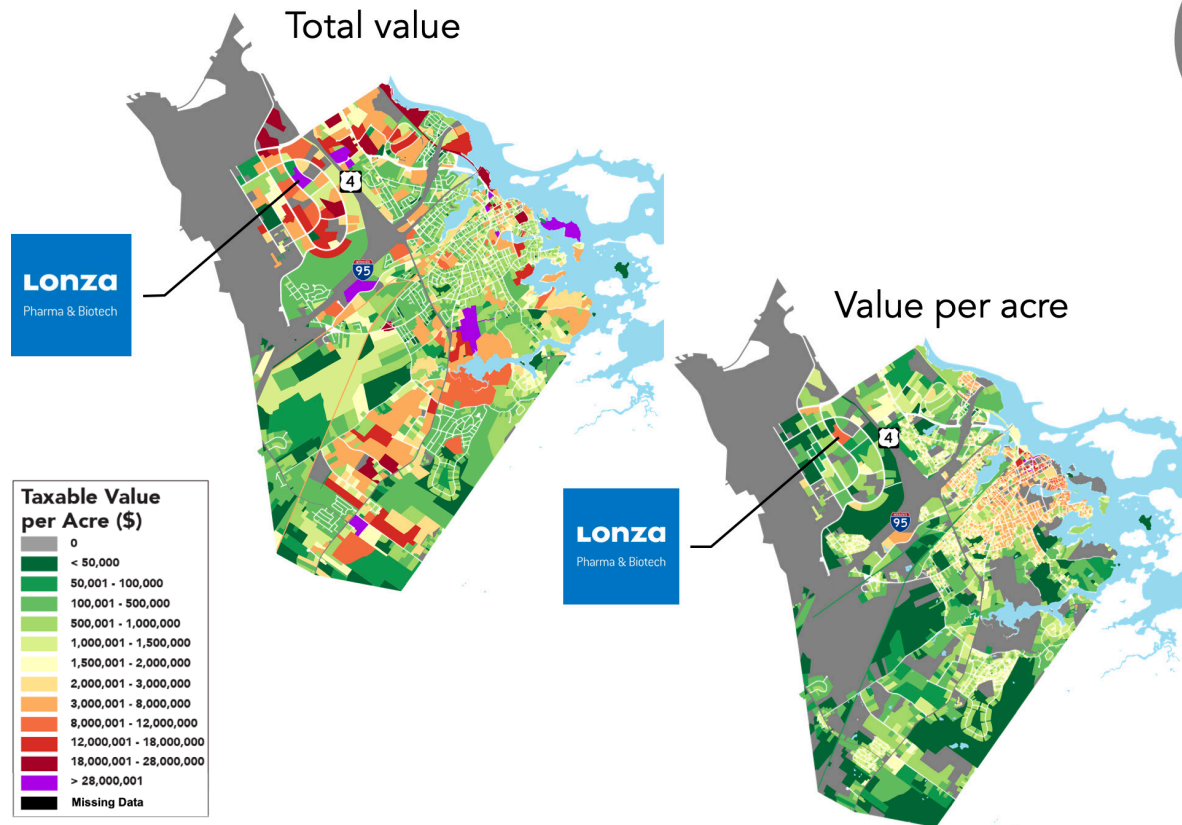 Total value
4
Lonza
Pharma & Biotech
95
Value per acre
4
95
Lonza
Pharma & Biotech
Taxable Value
per Acre ($)
0
< 50,000
50,001 - 100,000
100,001 - 500,000
500,001 - 1,000,000
1,000,001 - 1,500,000
1,500,001 - 2,000,000
2,000,001 - 3,000,000
3,000,001 - 8,000,000
8,000,001 - 12,000,000
12,000,001 - 18,000,000
18,000,001 - 28,000,000
> 28,000,001
Missing Data